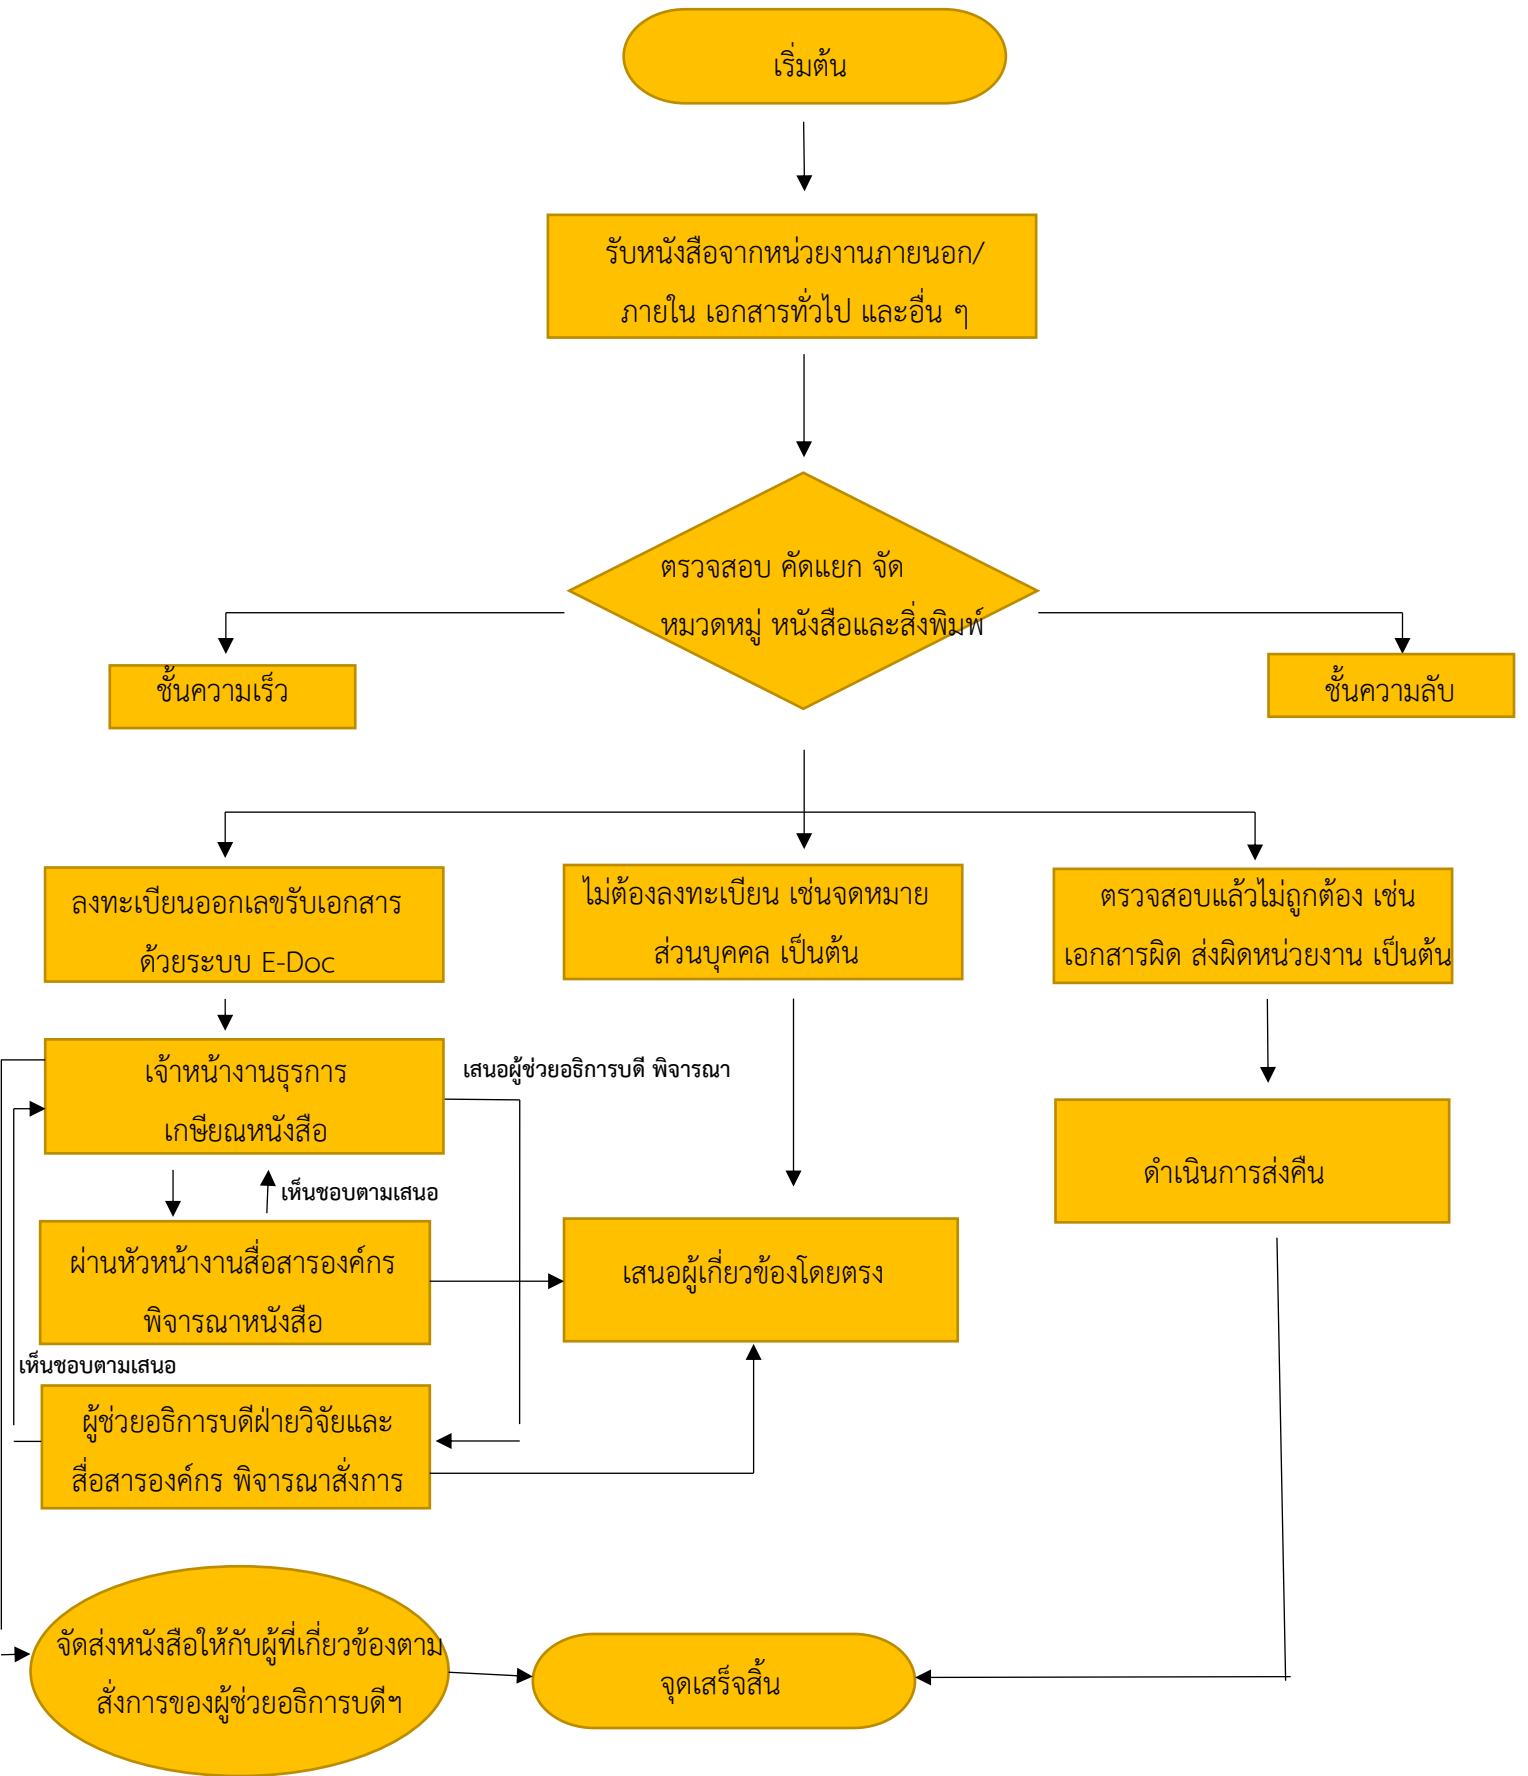 เริ่มต้น
รับหนังสือจากหน่วยงานภายนอก/
ภายใน เอกสารทั่วไป และอื่น ๆ
ตรวจสอบ คัดแยก จัด
หมวดหมู่ หนังสือและสิ่งพิมพ์
ชั้นความเร็ว
ชั้นความลับ
ลงทะเบียนออกเลขรับเอกสาร
ด้วยระบบ E-Doc
ไม่ต้องลงทะเบียน เช่นจดหมาย
ส่วนบุคคล เป็นต้น
ตรวจสอบแล้วไม่ถูกต้อง เช่น
เอกสารผิด ส่งผิดหน่วยงาน เป็นต้น
เจ้าหน้างานธุรการ
เกษียณหนังสือ
เสนอผู้ช่วยอธิการบดี พิจารณา
ดำเนินการส่งคืน
เห็นชอบตามเสนอ
ผ่านหัวหน้างานสื่อสารองค์กร
พิจารณาหนังสือ
เสนอผู้เกี่ยวข้องโดยตรง
เห็นชอบตามเสนอ
ผู้ช่วยอธิการบดีฝ่ายวิจัยและ
สื่อสารองค์กร พิจารณาสั่งการ
จัดส่งหนังสือให้กับผู้ที่เกี่ยวข้องตาม
สั่งการของผู้ช่วยอธิการบดีฯ
จุดเสร็จสิ้น